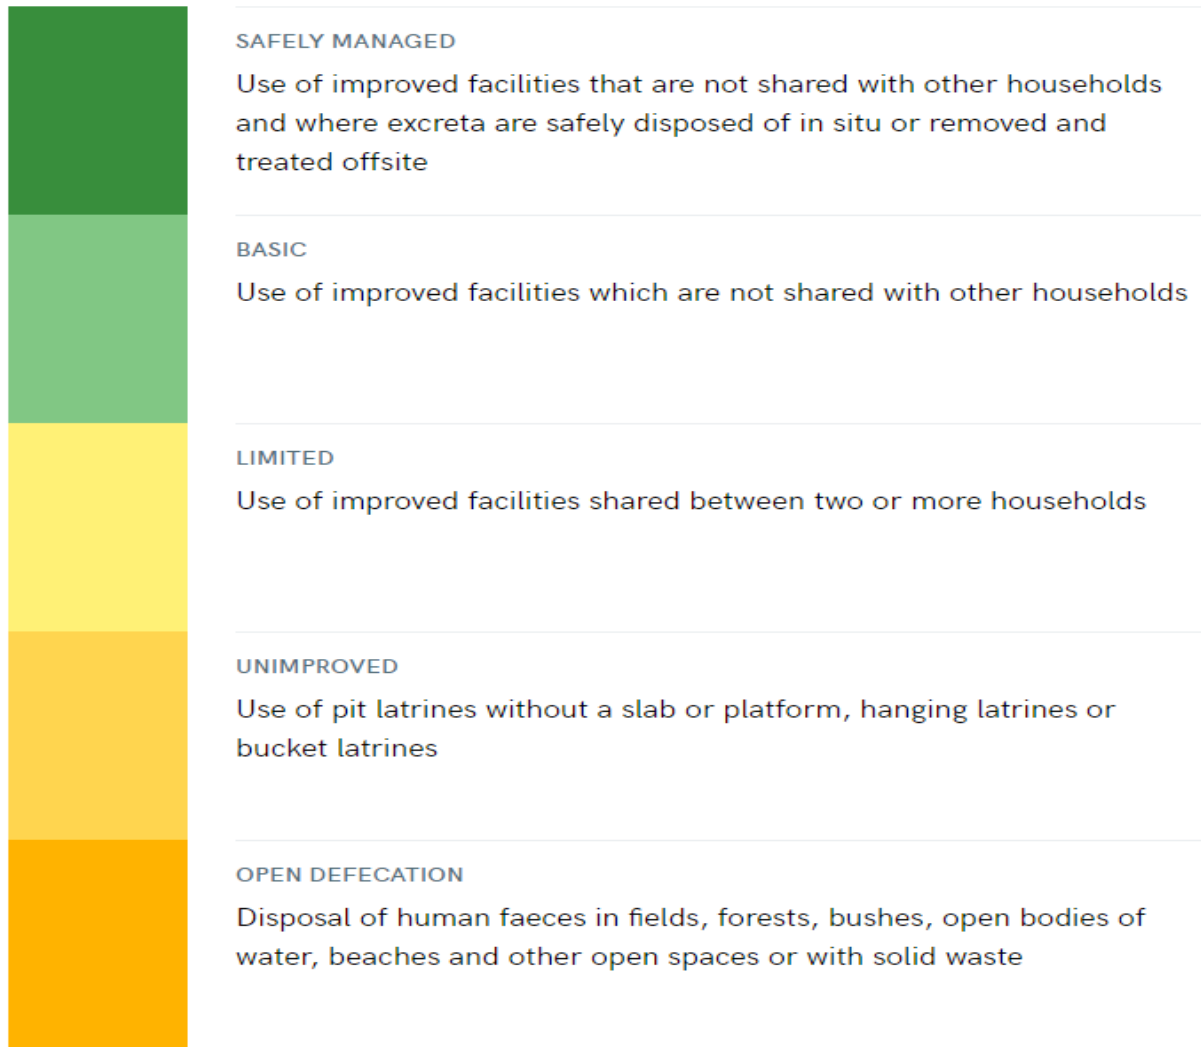 SAFELY MANAGED
Use of improved facilities that are not shared with other households
and where excreta are safely disposed of in situ or removed and
treated offsite
BASIC
Use of improved facilities which are not shared with other households
LIMITED
Use of improved facilities shared between two or more households
UNIMPROVED
Use of pit latrines without a slab or platform, hanging latrines or
bucket latrines
OPEN DEFECATION
Disposal of human faeces in fields, forests, bushes, open bodies of
water, beaches and other open spaces or with solid waste